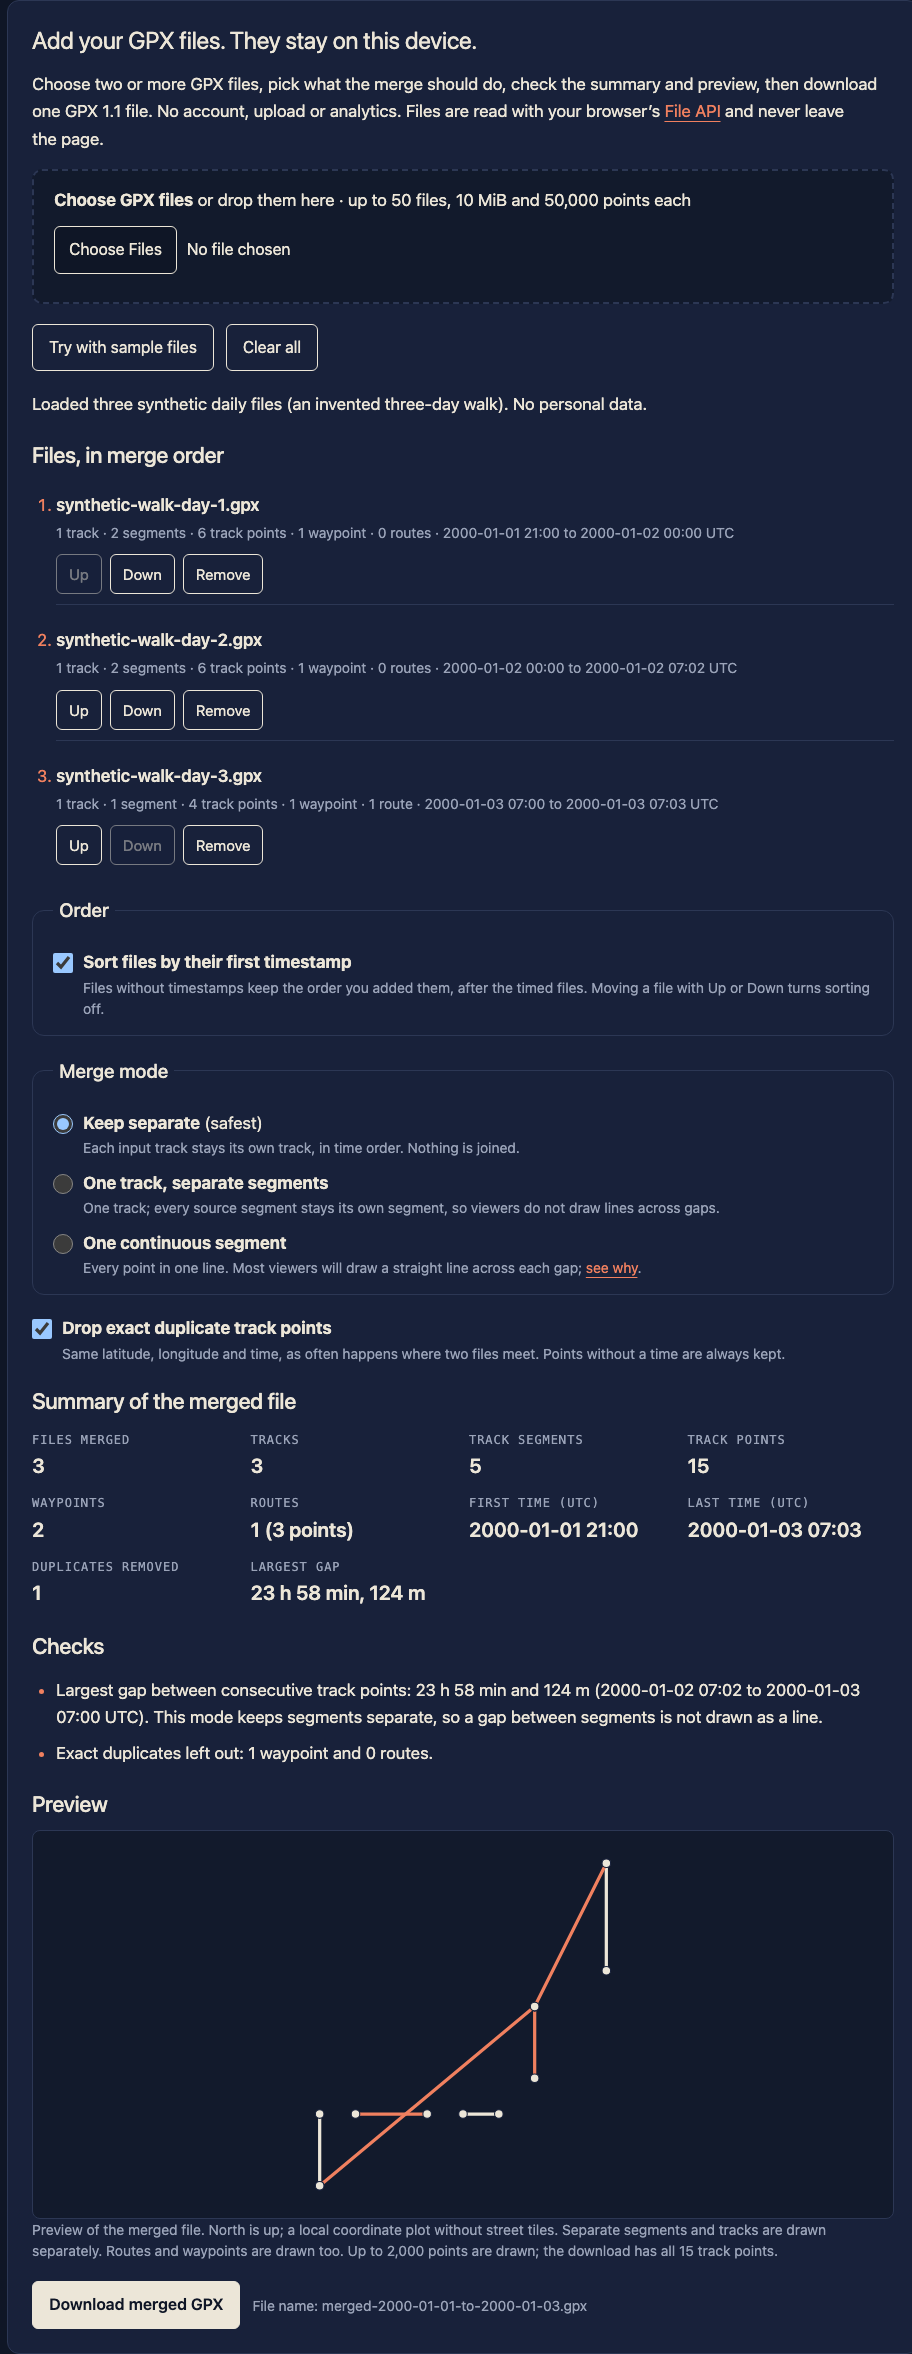 Add your GPX files. They stay on this device.
Choose two or more GPX files, pick what the merge should do, check the summary and preview, then download
one GPX 1.1 file. No account, upload or analytics. Files are read with your browser’s File API and never leave
the page.
Choose GPX files or drop them here · up to 50 files, 10 MiB and 50,000 points each
Choose Files No file chosen
Try with sample files Clear all
Loaded three synthetic daily files (an invented three-day walk). No personal data.
Files, in merge order
1. synthetic-walk-day-1.gpx
1 track · 2 segments · 6 track points · 1 waypoint · 0 routes · 2000-01-01 21:00 to 2000-01-02 00:00 UTC
Up Down Remove
2. synthetic-walk-day-2.gpx
1 track · 2 segments · 6 track points · 1 waypoint · 0 routes · 2000-01-02 00:00 to 2000-01-02 07:02 UTC
Up Down Remove
3. synthetic-walk-day-3.gpx
1 track · 1 segment · 4 track points · 1 waypoint · 1 route · 2000-01-03 07:00 to 2000-01-03 07:03 UTC
Up Down Remove
Order
Sort files by their first timestamp
Files without timestamps keep the order you added them, after the timed files. Moving a file with Up or Down turns sorting
off.
Merge mode
Keep separate (safest)
Each input track stays its own track, in time order. Nothing is joined.
One track, separate segments
One track; every source segment stays its own segment, so viewers do not draw lines across gaps.
One continuous segment
Every point in one line. Most viewers will draw a straight line across each gap; see why.
Drop exact duplicate track points
Same latitude, longitude and time, as often happens where two files meet. Points without a time are always kept.
Summary of the merged file
FILES MERGED TRACKS TRACK SEGMENTS TRACK POINTS
3 3 5 15
WAYPOINTS ROUTES FIRST TIME (UTC) LAST TIME (UTC)
2 1 (3 points) 2000-01-01 21:00 2000-01-03 07:03
DUPLICATES REMOVED LARGEST GAP
1 23 h 58 min, 124 m
Checks
• Largest gap between consecutive track points: 23 h 58 min and 124 m (2000-01-02 07:02 to 2000-01-03
07:00 UTC). This mode keeps segments separate, so a gap between segments is not drawn as a line.
• Exact duplicates left out: 1 waypoint and 0 routes.
Preview
Preview of the merged file. North is up; a local coordinate plot without street tiles. Separate segments and tracks are drawn
separately. Routes and waypoints are drawn too. Up to 2,000 points are drawn; the download has all 15 track points.
Download merged GPX File name: merged-2000-01-01-to-2000-01-03.gpx